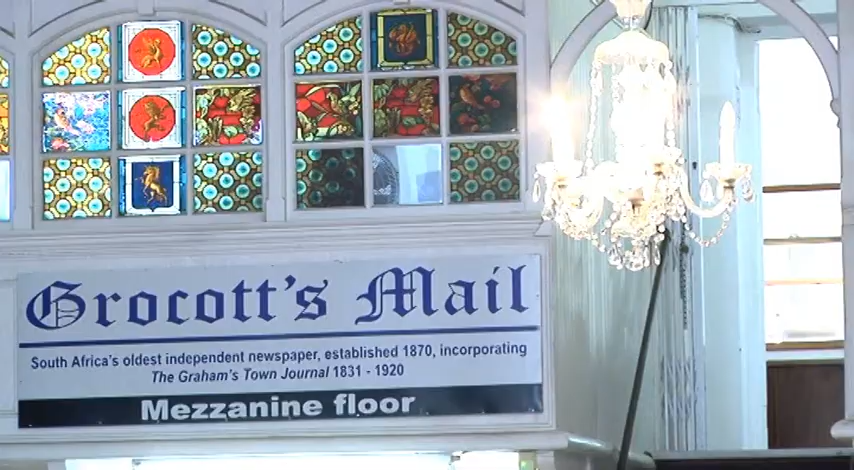 Grocott's Mail
South Africa's oldest independent newspaper, established 1870, incorporating
The Graham's Town Journal 1831 - 1920
Mezzanine floor